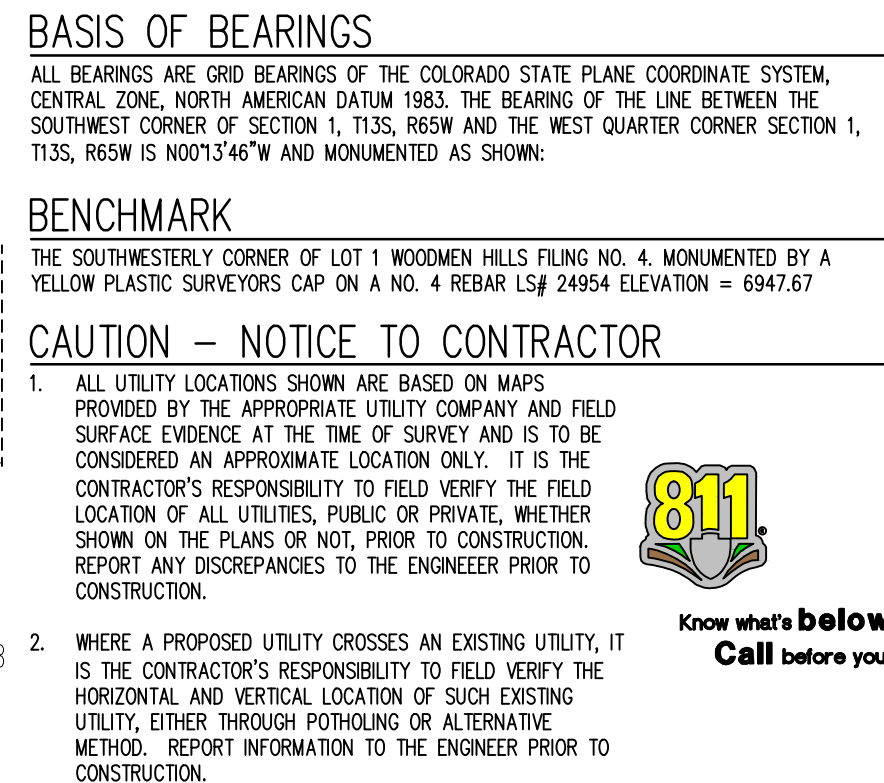 BASIS OF BEARINGS
ALL BEARINGS ARE GRID BEARINGS OF THE COLORADO STATE PLANE COORDINATE SYSTEM,
CENTRAL ZONE, NORTH AMERICAN DATUM 1983. THE BEARING OF THE LINE BETWEEN THE
SOUTHWEST CORNER OF SECTION 1, T13S, R65W AND THE WEST QUARTER CORNER SECTION 1,
T13S, R65W IS N00°13'46"W AND MONUMENTED AS SHOWN:
BENCHMARK
THE SOUTHWESTERLY CORNER OF LOT 1 WOODMEN HILLS FILING NO. 4. MONUMENTED BY A
YELLOW PLASTIC SURVEYORS CAP ON A NO. 4 REBAR LS# 24954 ELEVATION = 6947.67
CAUTION – NOTICE TO CONTRACTOR
1. ALL UTILITY LOCATIONS SHOWN ARE BASED ON MAPS
PROVIDED BY THE APPROPRIATE UTILITY COMPANY AND FIELD
SURFACE EVIDENCE AT THE TIME OF SURVEY AND IS TO BE
CONSIDERED AN APPROXIMATE LOCATION ONLY. IT IS THE
CONTRACTOR'S RESPONSIBILITY TO FIELD VERIFY THE FIELD
LOCATION OF ALL UTILITIES, PUBLIC OR PRIVATE, WHETHER
SHOWN ON THE PLANS OR NOT, PRIOR TO CONSTRUCTION.
REPORT ANY DISCREPANCIES TO THE ENGINEEER PRIOR TO
CONSTRUCTION.
811®
Know what's below
Call before you
2. WHERE A PROPOSED UTILITY CROSSES AN EXISTING UTILITY, IT
IS THE CONTRACTOR'S RESPONSIBILITY TO FIELD VERIFY THE
HORIZONTAL AND VERTICAL LOCATION OF SUCH EXISTING
UTILITY, EITHER THROUGH POTHOLING OR ALTERNATIVE
METHOD. REPORT INFORMATION TO THE ENGINEER PRIOR TO
CONSTRUCTION.